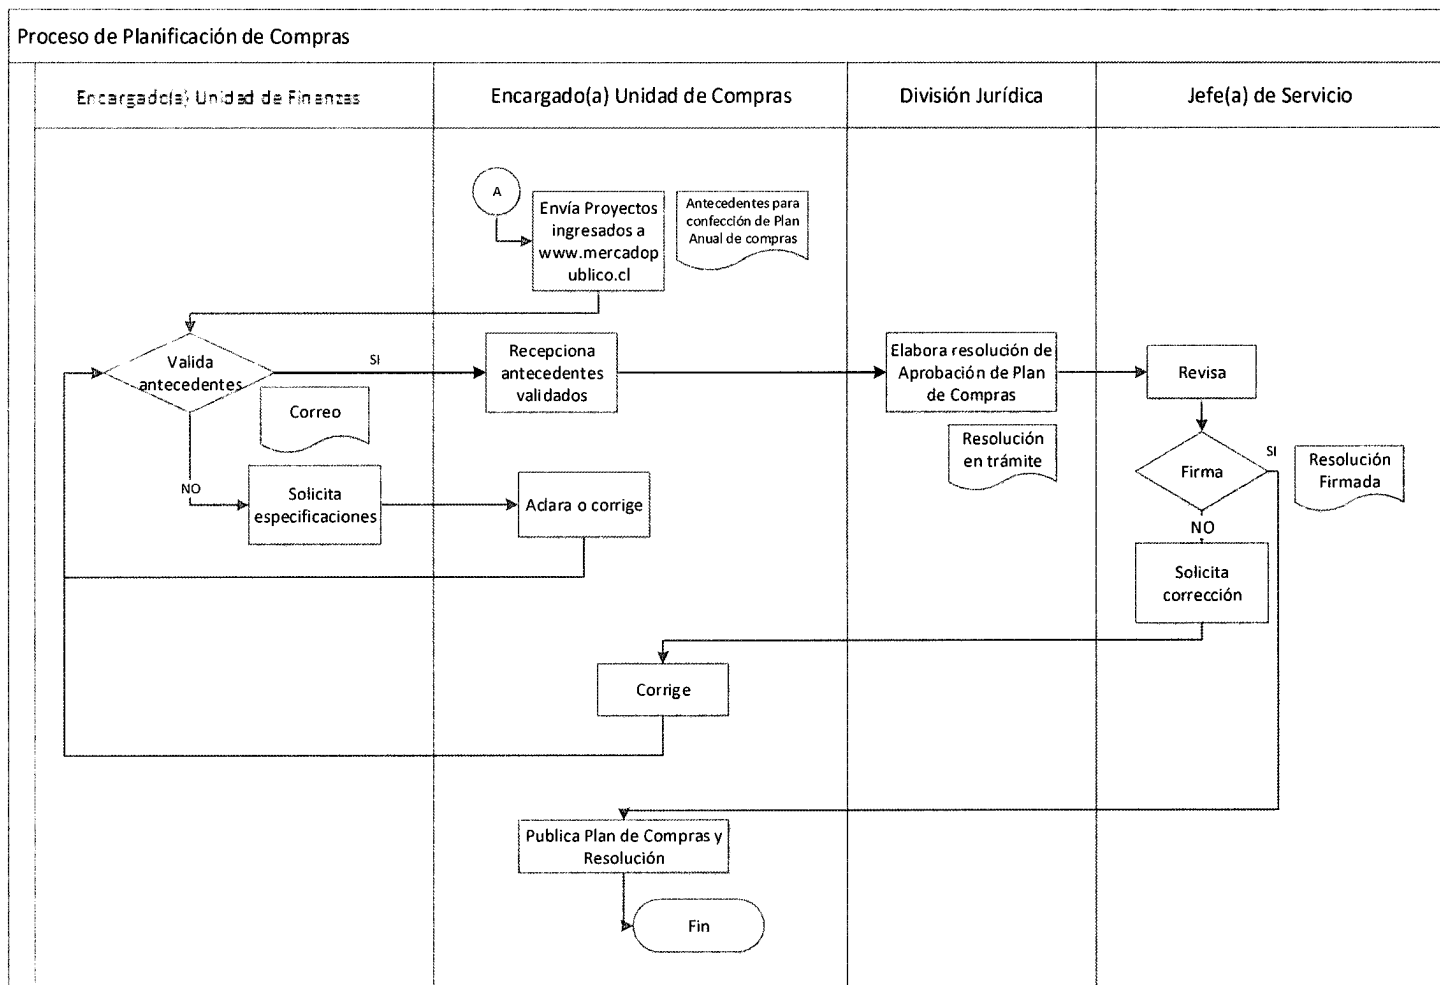 Proceso de Planificación de Compras
Encargado(a) Unidad de Finanzas
Encargado(a) Unidad de Compras
División Jurídica
Jefe(a) de Servicio
A
Envía Proyectos
ingresados a
www.mercadop
ublico.cl
Antecedentes para
confección de Plan
Anual de compras
Valida
antecedentes
SI
Correo
Recepciona
antecedentes
validados
Elabora resolución de
Aprobación de Plan
de Compras
Resolución
en trámite
Revisa
Firma
SI
Resolución
Firmada
NO
Solicita
especificaciones
Aclara o corrige
NO
Solicita
corrección
Corrige
Publica Plan de Compras y
Resolución
Fin